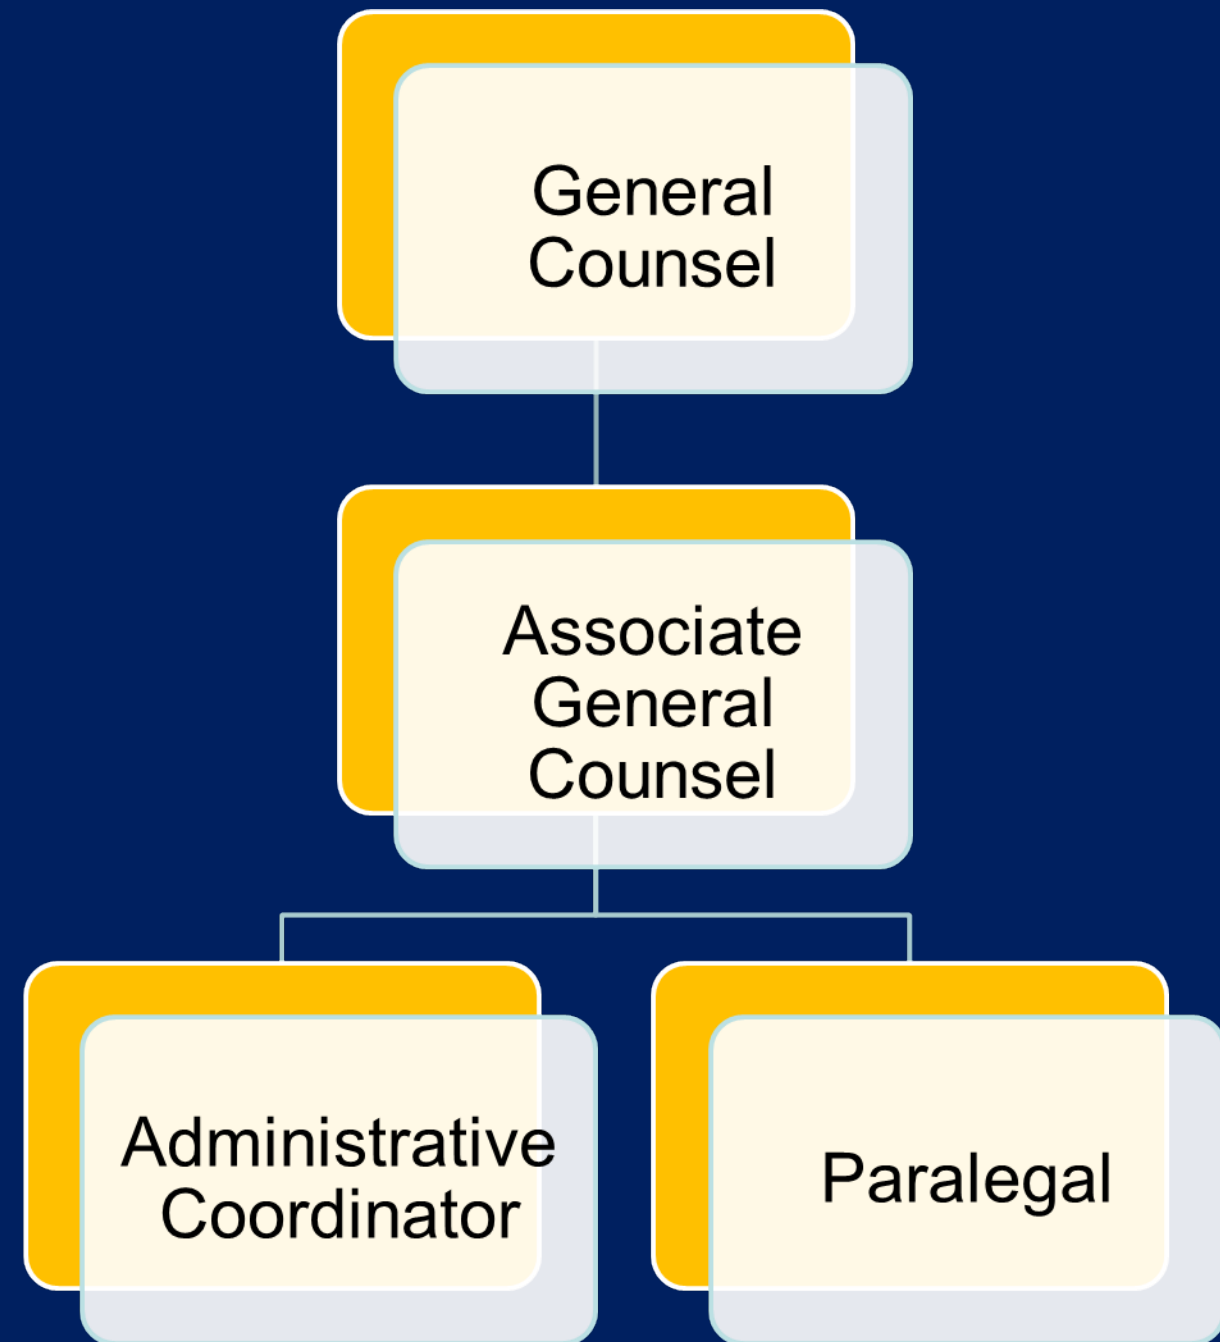 General
Counsel
Associate
General
Counsel
Administrative
Coordinator
Paralegal